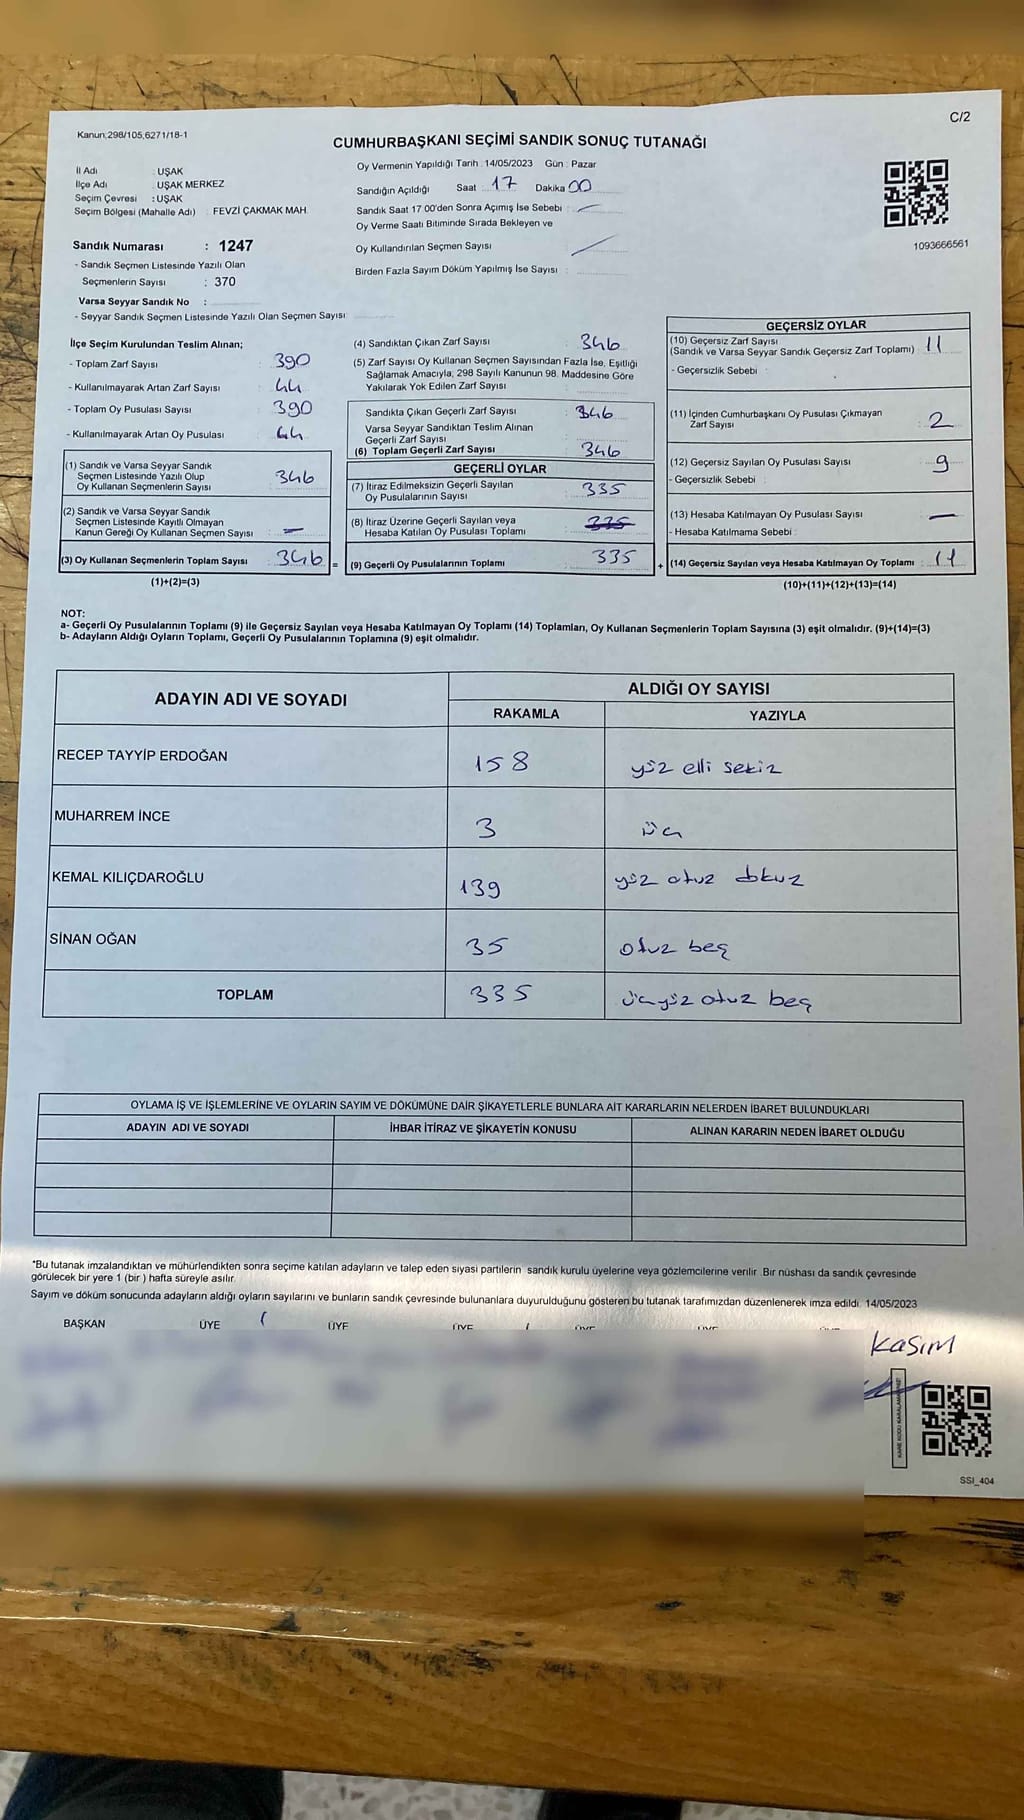 C/2
Kanun;298/105,6271/18-1
CUMHURBAŞKANI SEÇİMİ SANDIK SONUÇ TUTANAĞI
İl Adı : UŞAK
İlçe Adı : UŞAK MERKEZ
Seçim Çevresi : UŞAK
Seçim Bölgesi (Mahalle Adı) : FEVZİ ÇAKMAK MAH.
Sandık Numarası : 1247
- Sandık Seçmen Listesinde Yazılı Olan
Seçmenlerin Sayısı : 370
Varsa Seyyar Sandık No :
- Seyyar Sandık Seçmen Listesinde Yazılı Olan Seçmen Sayısı:
Oy Vermenin Yapıldığı Tarih : 14/05/2023 Gün : Pazar
Sandığın Açıldığı Saat : 17 Dakika 00
Sandık Saat 17 00'den Sonra Açımış İse Sebebi : -
Oy Verme Saati Bitiminde Sırada Bekleyen ve
Oy Kullandırılan Seçmen Sayısı :
Birden Fazla Sayım Döküm Yapılmış İse Sayısı :
1093666561
İlçe Seçim Kurulundan Teslim Alınan;
- Toplam Zarf Sayısı : 390
- Kullanılmayarak Artan Zarf Sayısı : 44
- Toplam Oy Pusulası Sayısı : 390
- Kullanılmayarak Artan Oy Pusulası : 44
(1) Sandık ve Varsa Seyyar Sandık
Seçmen Listesinde Yazılı Olup
Oy Kullanan Seçmenlerin Sayısı : 346
(2) Sandık ve Varsa Seyyar Sandık
Seçmen Listesinde Kayıtlı Olmayan
Kanun Gereği Oy Kullanan Seçmen Sayısı : -
(3) Oy Kullanan Seçmenlerin Toplam Sayısı : 346 =
(1)+(2)=(3)
(4) Sandıktan Çıkan Zarf Sayısı : 346
(5) Zarf Sayısı Oy Kullanan Seçmen Sayısından Fazla İse, Eşitliği
Sağlamak Amacıyla, 298 Sayılı Kanunun 98. Maddesine Göre
Yakılarak Yok Edilen Zarf Sayısı :
Sandıkta Çıkan Geçerli Zarf Sayısı : 346
Varsa Seyyar Sandıktan Teslim Alınan
Geçerli Zarf Sayısı :
(6) Toplam Geçerli Zarf Sayısı : 346
GEÇERLİ OYLAR
(7) İtiraz Edilmeksizin Geçerli Sayılan
Oy Pusulalarının Sayısı : 335
(8) İtiraz Üzerine Geçerli Sayılan veya
Hesaba Katılan Oy Pusulası Toplamı : 335
(9) Geçerli Oy Pusulalarının Toplamı : 335 +
GEÇERSİZ OYLAR
(10) Geçersiz Zarf Sayısı
(Sandık ve Varsa Seyyar Sandık Geçersiz Zarf Toplamı) : 11
- Geçersizlik Sebebi :
(11) İçinden Cumhurbaşkanı Oy Pusulası Çıkmayan
Zarf Sayısı : 2
(12) Geçersiz Sayılan Oy Pusulası Sayısı : 9
- Geçersizlik Sebebi :
(13) Hesaba Katılmayan Oy Pusulası Sayısı : -
- Hesaba Katılmama Sebebi :
(14) Geçersiz Sayılan veya Hesaba Katılmayan Oy Toplamı : 11
(10)+(11)+(12)+(13)=(14)
NOT:
a- Geçerli Oy Pusulalarının Toplamı (9) ile Geçersiz Sayılan veya Hesaba Katılmayan Oy Toplamı (14) Toplamları, Oy Kullanan Seçmenlerin Toplam Sayısına (3) eşit olmalıdır. (9)+(14)=(3)
b- Adayların Aldığı Oyların Toplamı, Geçerli Oy Pusulalarının Toplamına (9) eşit olmalıdır.
ADAYIN ADI VE SOYADI ALDIĞI OY SAYISI
RAKAMLA YAZIYLA
RECEP TAYYİP ERDOĞAN 158 yüz elli sekiz
MUHARREM İNCE 3 üç
KEMAL KILIÇDAROĞLU 139 yüz otuz dokuz
SİNAN OĞAN 35 otuz beş
TOPLAM 335 üçyüz otuz beş
OYLAMA İŞ VE İŞLEMLERİNE VE OYLARIN SAYIM VE DÖKÜMÜNE DAİR ŞİKAYETLERLE BUNLARA AİT KARARLARIN NELERDEN İBARET BULUNDUKLARI
ADAYIN ADI VE SOYADI İHBAR İTİRAZ VE ŞİKAYETİN KONUSU ALINAN KARARIN NEDEN İBARET OLDUĞU
*Bu tutanak imzalandıktan ve mühürlendikten sonra seçime katılan adayların ve talep eden siyasi partilerin sandık kurulu üyelerine veya gözlemcilerine verilir. Bir nüshası da sandık çevresinde
görülecek bir yere 1 (bir ) hafta süreyle asılır.
Sayım ve döküm sonucunda adayların aldığı oyların sayılarını ve bunların sandık çevresinde bulunanlara duyurulduğunu gösteren bu tutanak tarafımızdan düzenlenerek imza edildi. 14/05/2023
BAŞKAN ÜYE ÜYE ÜYE ÜYE ÜYE
Kasım
SSI_404